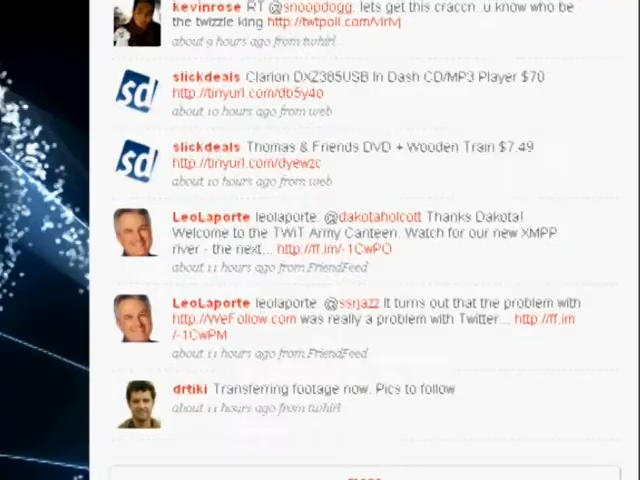 kevinrose RT @snoopdogg: lets get this craccn. u know who be
the twizzle king
about 9 hours ago from twhirl
sd
slickdeals Clarion DXZ385USB In Dash CD/MP3 Player $70
http://tinyurl.com/db5y4o
about 10 hours ago from web
sd
slickdeals Thomas & Friends DVD + Wooden Train $7.49
http://tinyurl.com/dyewzc
about 10 hours ago from web
LeoLaporte leolaporte: @dakotaholcott Thanks Dakota!
Welcome to the TWiT Army Canteen. Watch for our new XMPP
river - the next... http://ff.im/-1CwPO
about 11 hours ago from FriendFeed
LeoLaporte leolaporte: @ssrjazz It turns out that the problem with
http://WeFollow.com was really a problem with Twitter... http://ff.im
/-1CwPM
about 11 hours ago from FriendFeed
drtiki Transferring footage now. Pics to follow
about 11 hours ago from twhirl